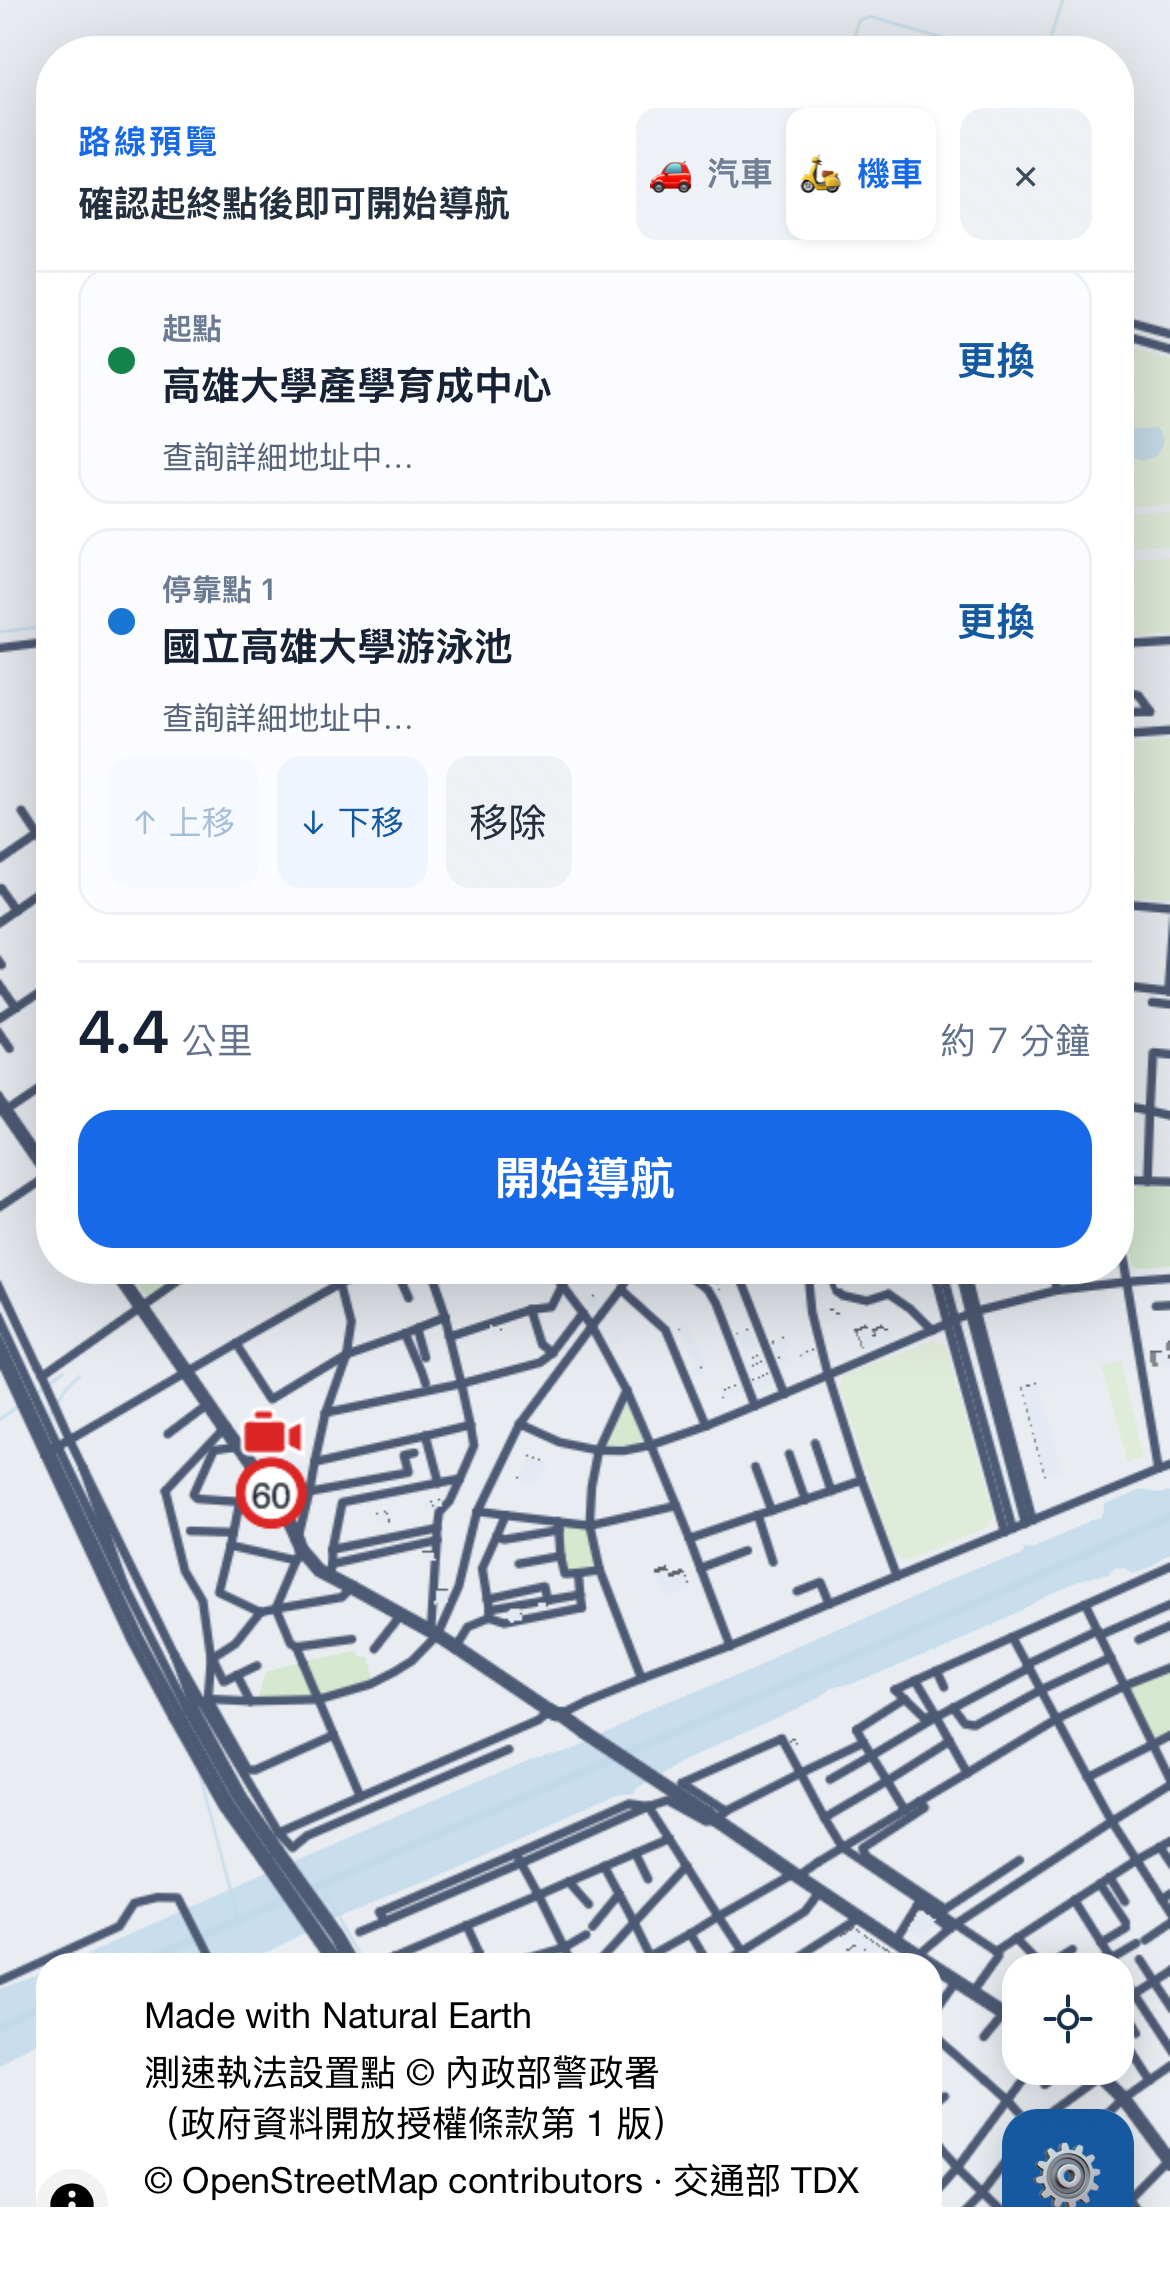 路線預覽
確認起終點後即可開始導航
🚗 汽車
🛵 機車
×
起點
高雄大學產學育成中心
查詢詳細地址中...
更換
停靠點 1
國立高雄大學游泳池
查詢詳細地址中...
更換
↑ 上移
↓ 下移
移除
4.4 公里
約 7 分鐘
開始導航
60
Made with Natural Earth
測速執法設置點 © 內政部警政署
（政府資料開放授權條款第 1 版）
© OpenStreetMap contributors · 交通部 TDX